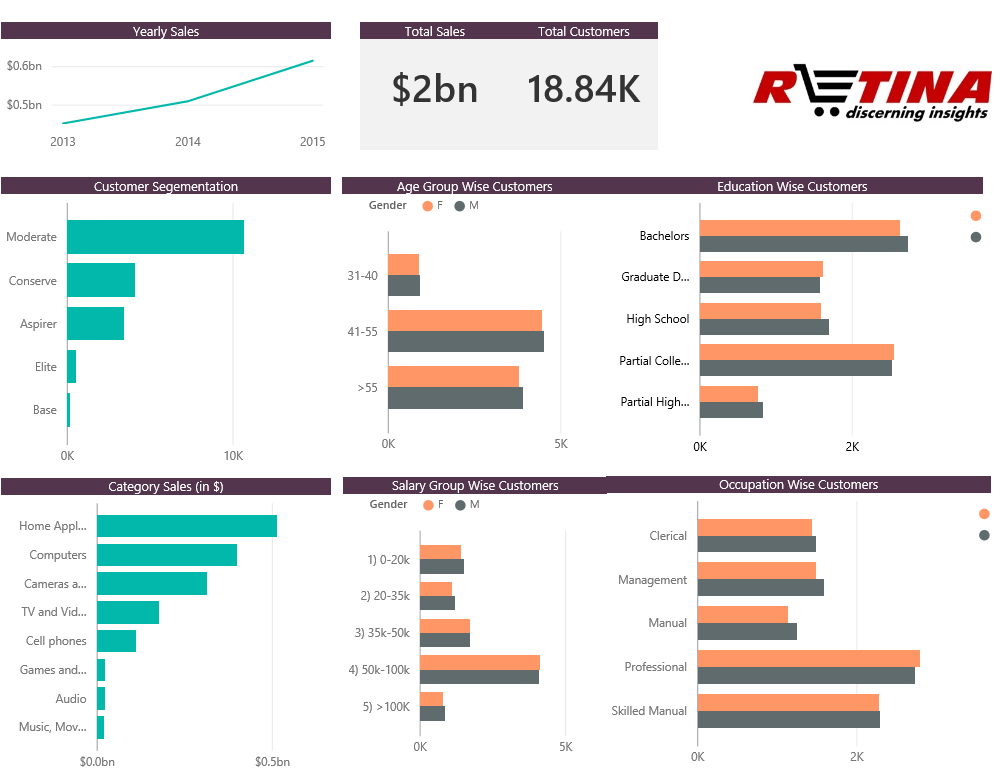 Yearly Sales
$0.6bn
$0.5bn
2013 2014 2015
Total Sales Total Customers
$2bn 18.84K
RETINA
discerning insights
Customer Segementation
Moderate
Conserve
Aspirer
Elite
Base
0K 10K
Age Group Wise Customers
Gender F M
31-40
41-55
>55
0K 5K
Education Wise Customers
Bachelors
Graduate D...
High School
Partial Colle...
Partial High...
0K 2K
Category Sales (in $)
Home Appl...
Computers
Cameras a...
TV and Vid...
Cell phones
Games and...
Audio
Music, Mov...
$0.0bn $0.5bn
Salary Group Wise Customers
Gender F M
1) 0-20k
2) 20-35k
3) 35k-50k
4) 50k-100k
5) >100K
0K 5K
Occupation Wise Customers
Clerical
Management
Manual
Professional
Skilled Manual
0K 2K